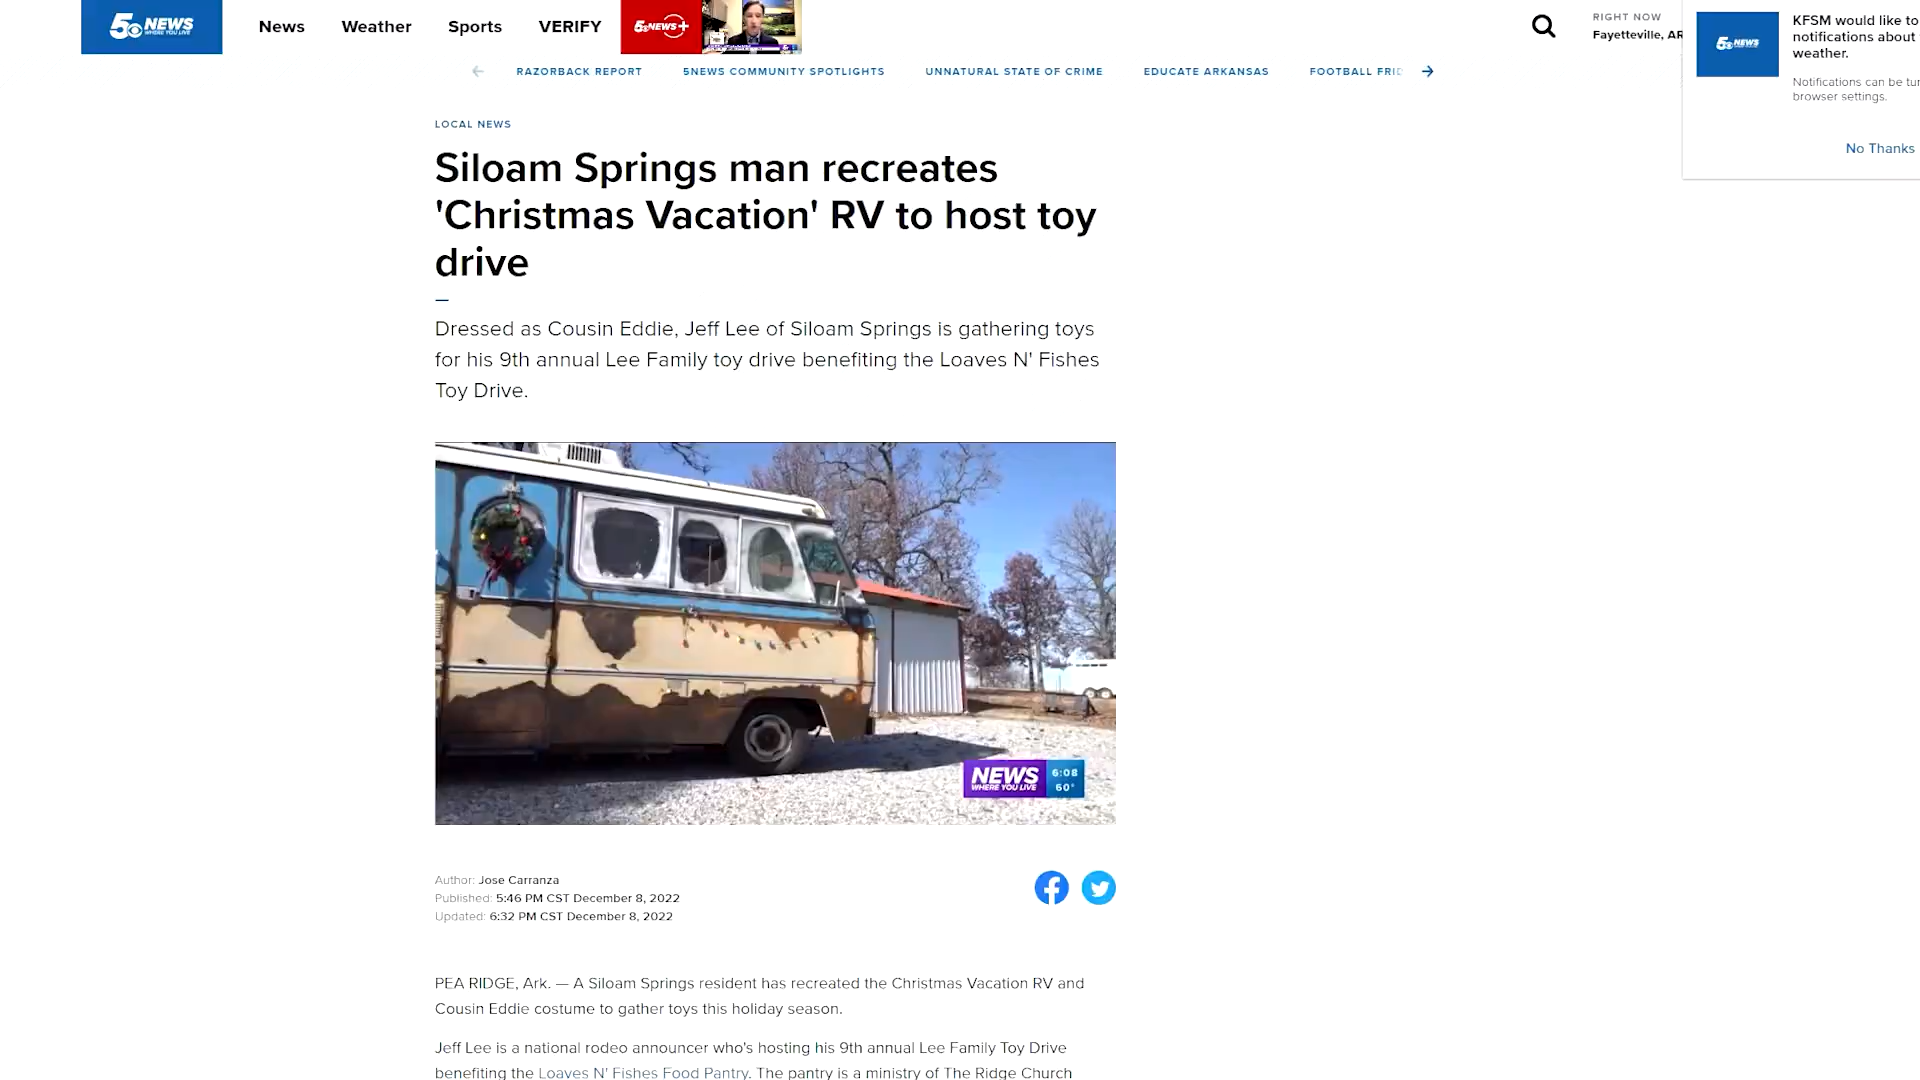 5 NEWS
WHERE YOU LIVE
News
Weather
Sports
VERIFY
5 NEWS+
RIGHT NOW
Fayetteville, AR
5 NEWS
KFSM would like to
notifications about
weather.
Notifications can be tur
browser settings.
No Thanks
RAZORBACK REPORT
5NEWS COMMUNITY SPOTLIGHTS
UNNATURAL STATE OF CRIME
EDUCATE ARKANSAS
FOOTBALL FRID
LOCAL NEWS
Siloam Springs man recreates
'Christmas Vacation' RV to host toy
drive
Dressed as Cousin Eddie, Jeff Lee of Siloam Springs is gathering toys
for his 9th annual Lee Family toy drive benefiting the Loaves N' Fishes
Toy Drive.
NEWS
WHERE YOU LIVE
6:08
60°
Author: Jose Carranza
Published: 5:46 PM CST December 8, 2022
Updated: 6:32 PM CST December 8, 2022
PEA RIDGE, Ark. — A Siloam Springs resident has recreated the Christmas Vacation RV and
Cousin Eddie costume to gather toys this holiday season.
Jeff Lee is a national rodeo announcer who's hosting his 9th annual Lee Family Toy Drive
benefiting the Loaves N' Fishes Food Pantry. The pantry is a ministry of The Ridge Church